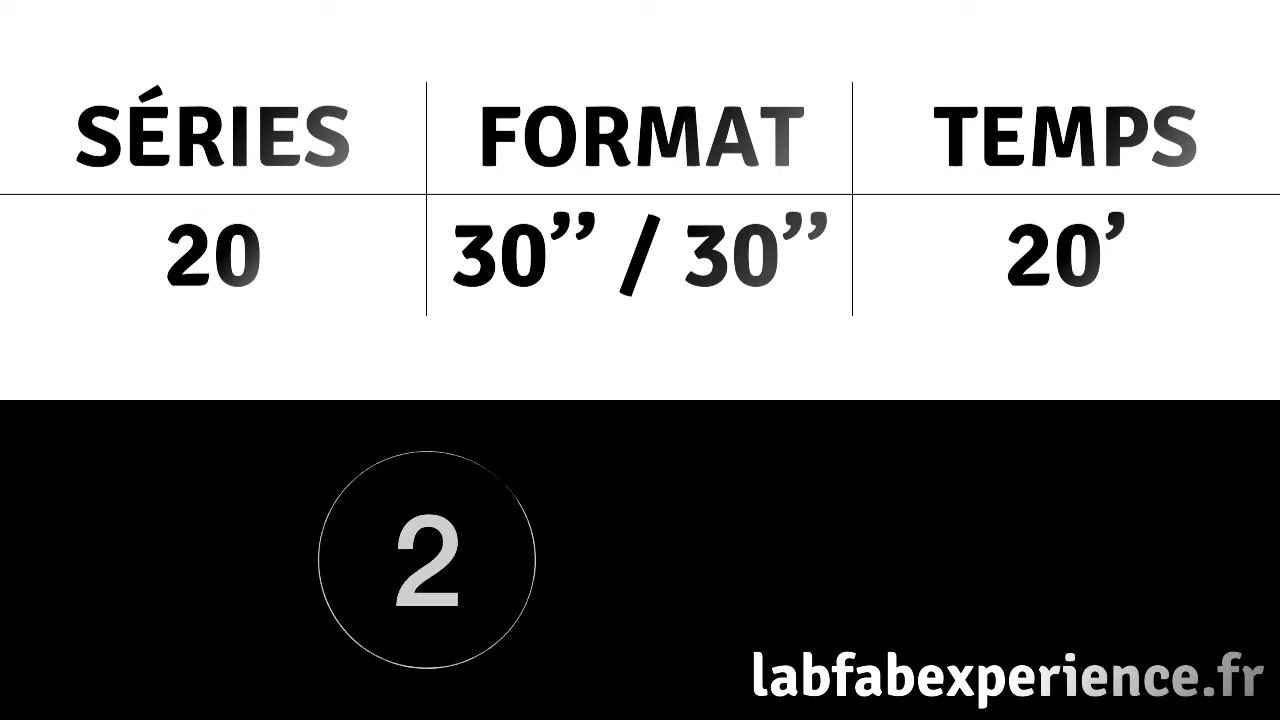 SÉRIES FORMAT TEMPS
20 30’’ / 30’’ 20’
2
labfabexperience.fr